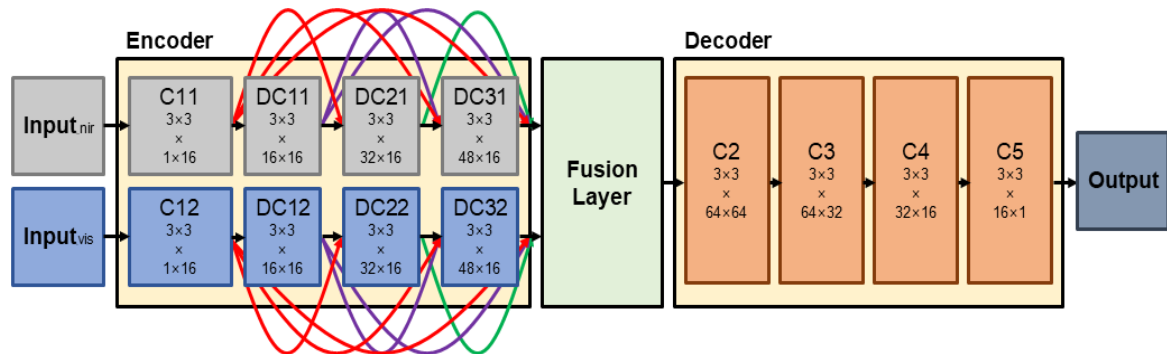 Encoder
Decoder
Input nir
C11
3×3
×
1×16
DC11
3×3
×
16×16
DC21
3×3
×
32×16
DC31
3×3
×
48×16
Input vis
C12
3×3
×
1×16
DC12
3×3
×
16×16
DC22
3×3
×
32×16
DC32
3×3
×
48×16
Fusion
Layer
C2
3×3
×
64×64
C3
3×3
×
64×32
C4
3×3
×
32×16
C5
3×3
×
16×1
Output